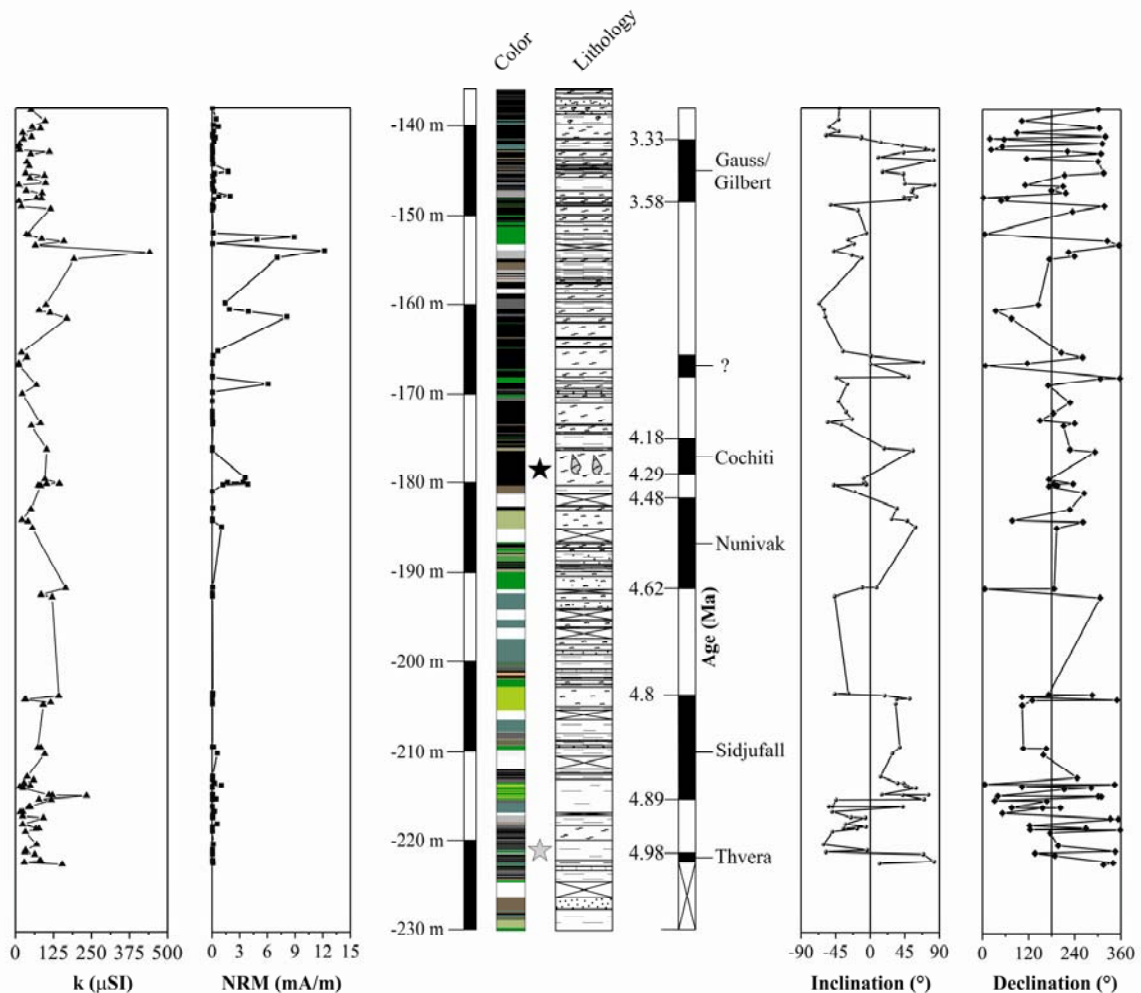 Color
Lithology
-140 m
-150 m
-160 m
-170 m
-180 m
-190 m
-200 m
-210 m
-220 m
-230 m
3.33
3.58
4.18
4.29
4.48
4.62
4.8
4.89
4.98
Gauss/
Gilbert
?
Cochiti
Nunivak
Sidjufall
Thvera
Age (Ma)
0 125 250 375 500
k (µSI)
0 3 6 9 12 15
NRM (mA/m)
-90 -45 0 45 90
Inclination (°)
0 120 240 360
Declination (°)